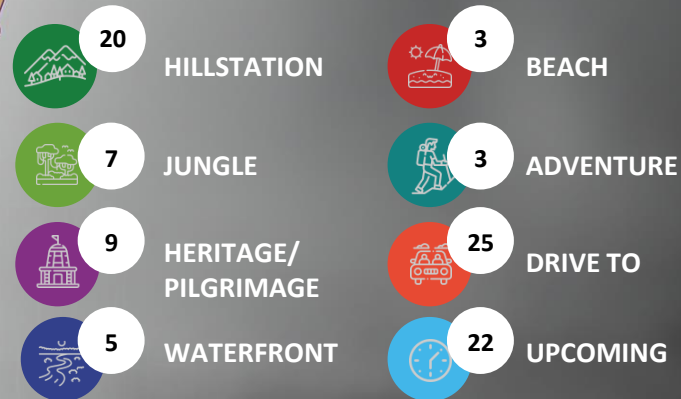 20
HILLSTATION
7
JUNGLE
9
HERITAGE/
PILGRIMAGE
5
WATERFRONT
3
BEACH
3
ADVENTURE
25
DRIVE TO
22
UPCOMING